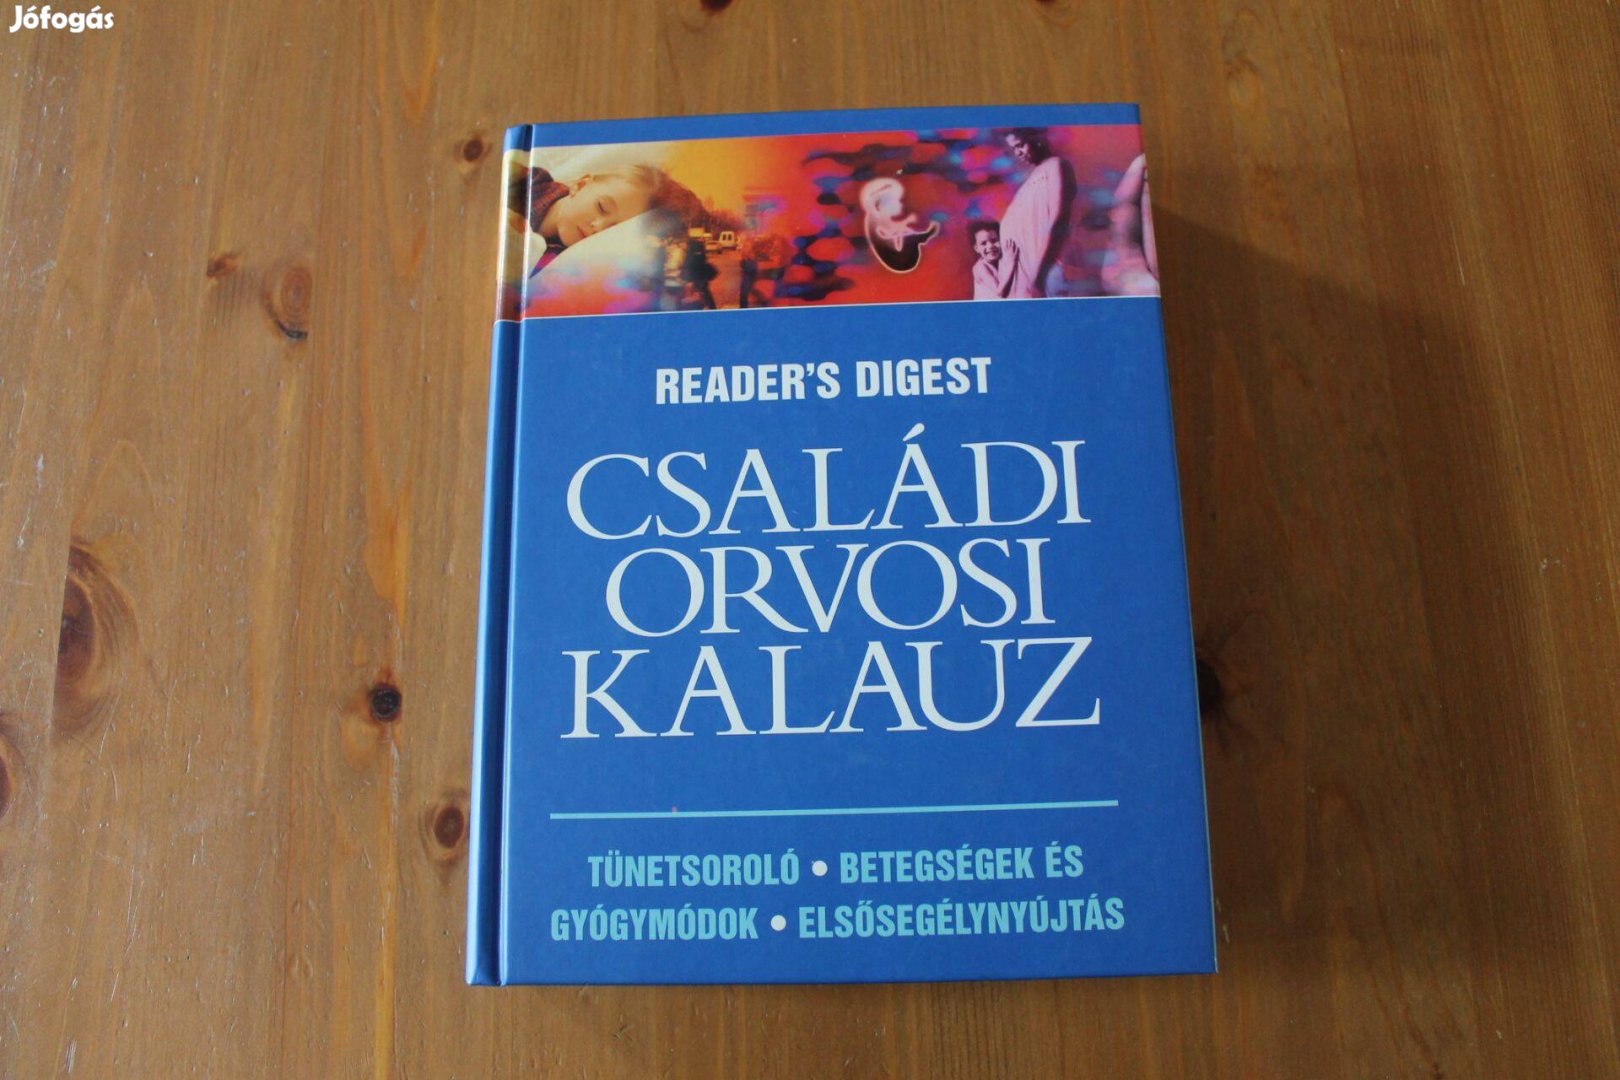 Jófogás
READER'S DIGEST
CSALÁDI
ORVOSI
KALAUZ
TÜNETSOROLÓ • BETEGSÉGEK ÉS
GYÓGYMÓDOK • ELSŐSEGÉLYNYÚJTÁS